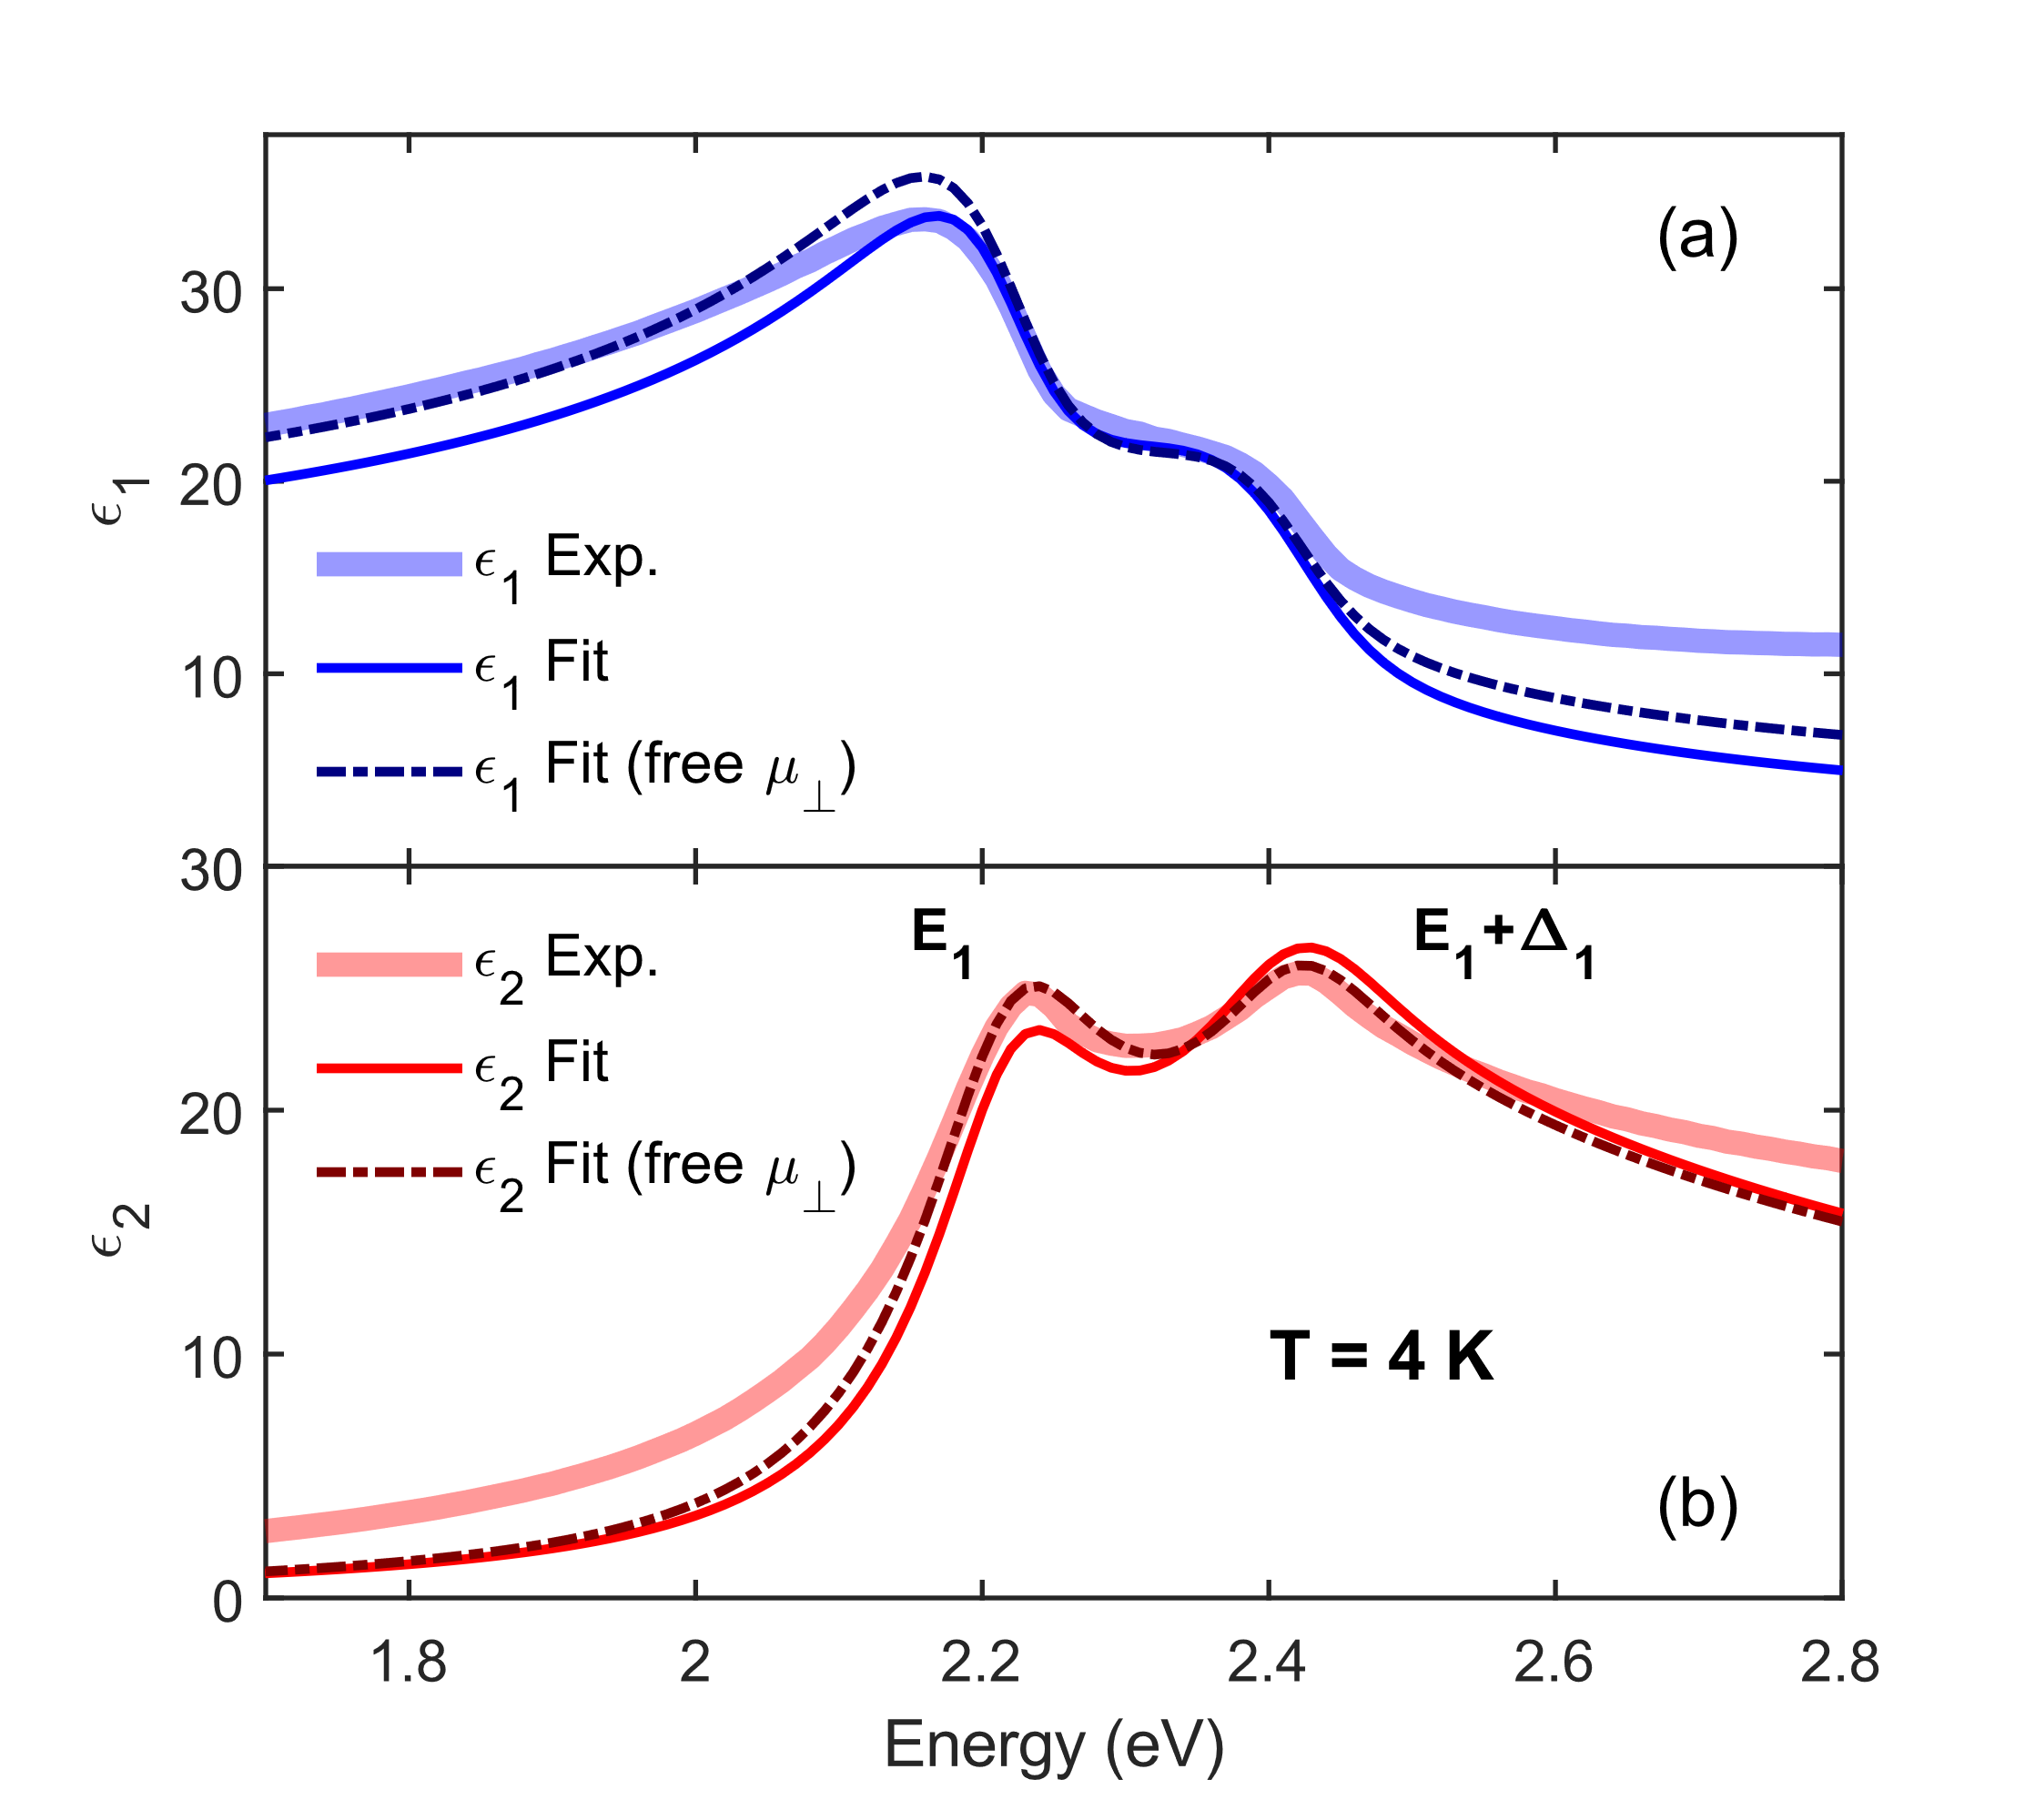 (a)
30
20
10
ϵ1
ϵ1 Exp.
ϵ1 Fit
ϵ1 Fit (free μ⊥)
30
20
10
0
ϵ2
E1
E1+Δ1
ϵ2 Exp.
ϵ2 Fit
ϵ2 Fit (free μ⊥)
T = 4 K
(b)
1.8 2 2.2 2.4 2.6 2.8
Energy (eV)